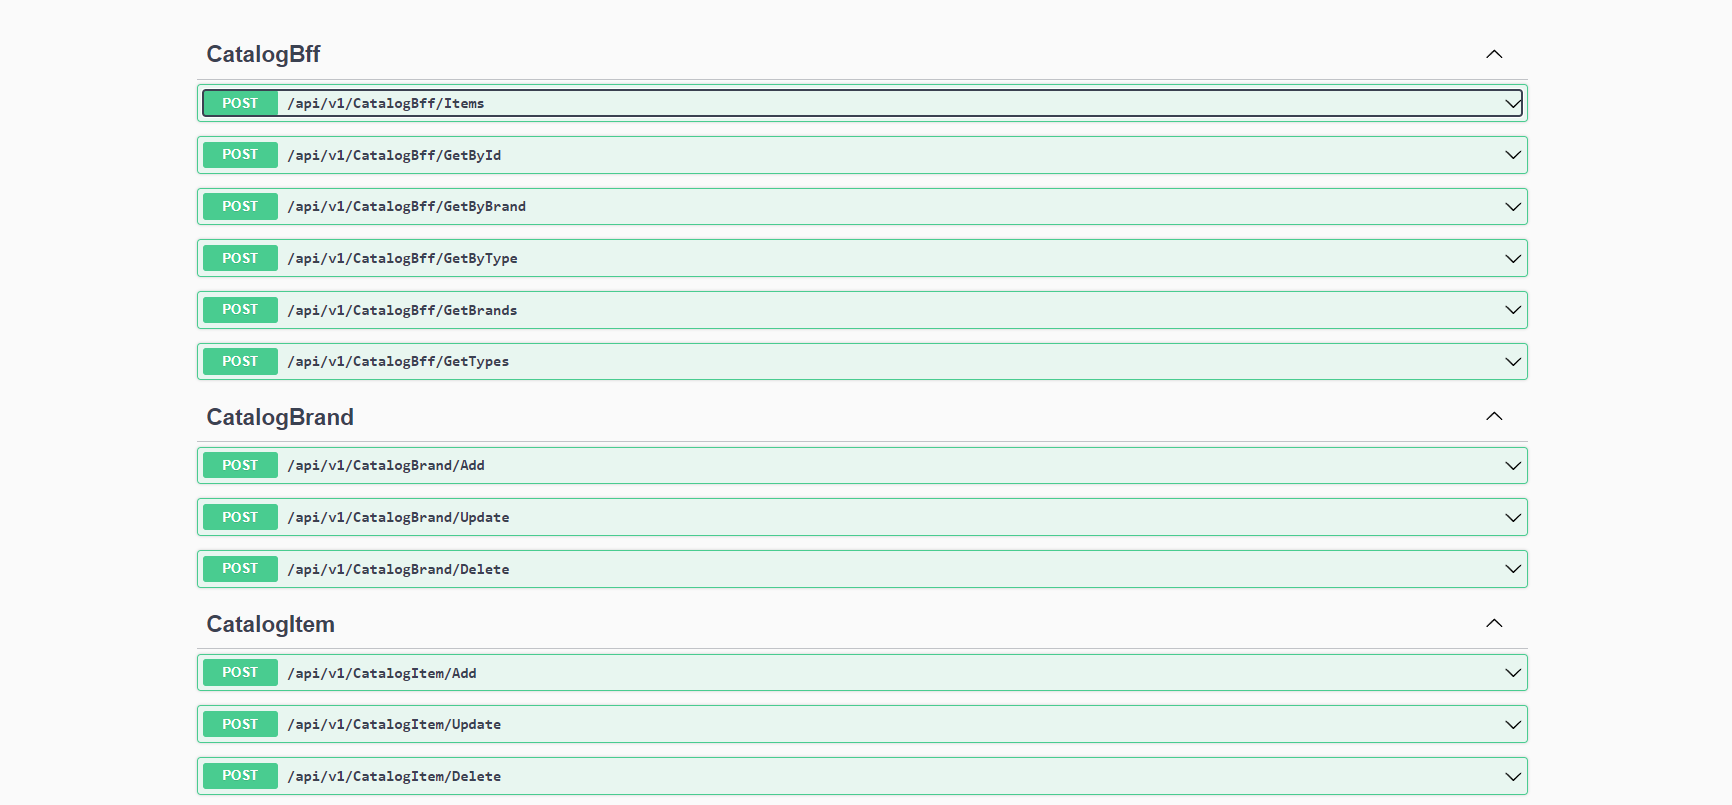 CatalogBff
POST /api/v1/CatalogBff/Items
POST /api/v1/CatalogBff/GetById
POST /api/v1/CatalogBff/GetByBrand
POST /api/v1/CatalogBff/GetByType
POST /api/v1/CatalogBff/GetBrands
POST /api/v1/CatalogBff/GetTypes
CatalogBrand
POST /api/v1/CatalogBrand/Add
POST /api/v1/CatalogBrand/Update
POST /api/v1/CatalogBrand/Delete
CatalogItem
POST /api/v1/CatalogItem/Add
POST /api/v1/CatalogItem/Update
POST /api/v1/CatalogItem/Delete